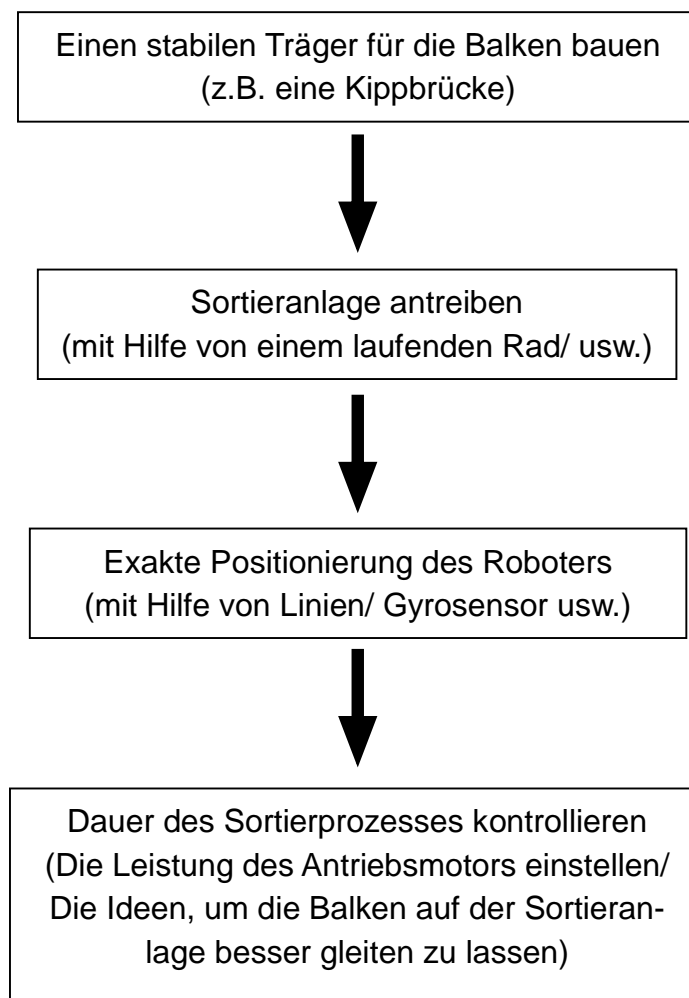 Einen stabilen Träger für die Balken bauen
(z.B. eine Kippbrücke)
Sortieranlage antreiben
(mit Hilfe von einem laufenden Rad/ usw.)
Exakte Positionierung des Roboters
(mit Hilfe von Linien/ Gyrosensor usw.)
Dauer des Sortierprozesses kontrollieren
(Die Leistung des Antriebsmotors einstellen/
Die Ideen, um die Balken auf der Sortieran-
lage besser gleiten zu lassen)